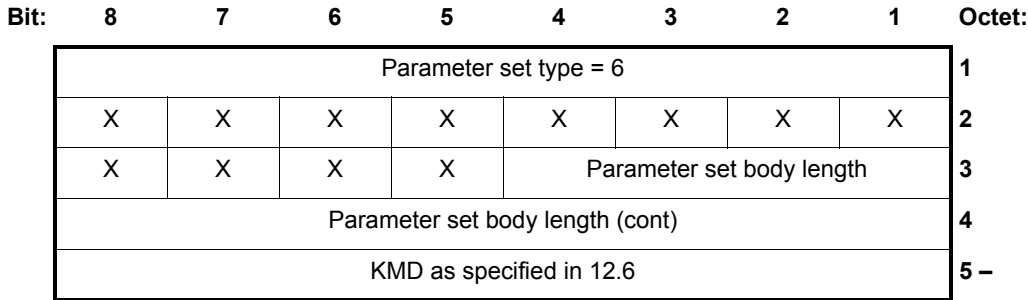 Bit: 8 7 6 5 4 3 2 1 Octet:
Parameter set type = 6 1
X X X X X X X X 2
X X X X Parameter set body length 3
Parameter set body length (cont) 4
KMD as specified in 12.6 5 –